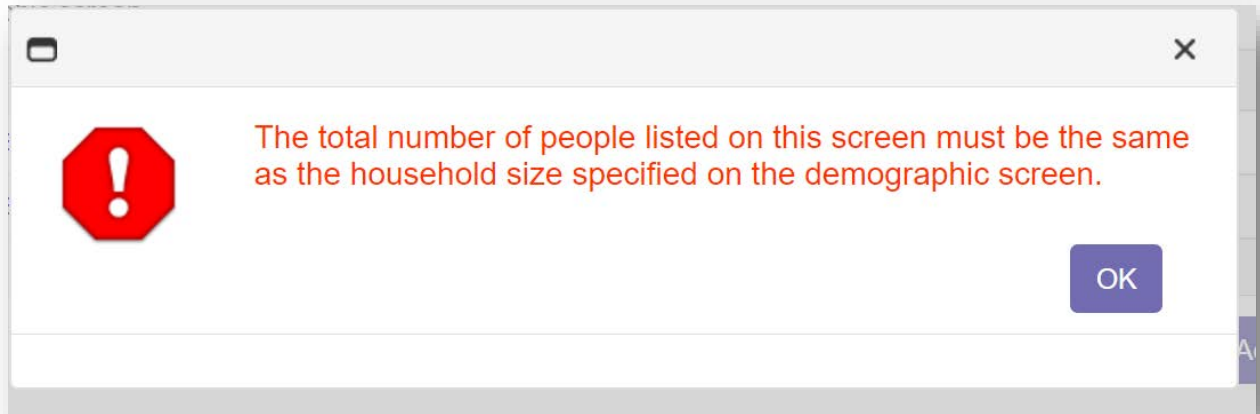 The total number of people listed on this screen must be the same
as the household size specified on the demographic screen.
OK